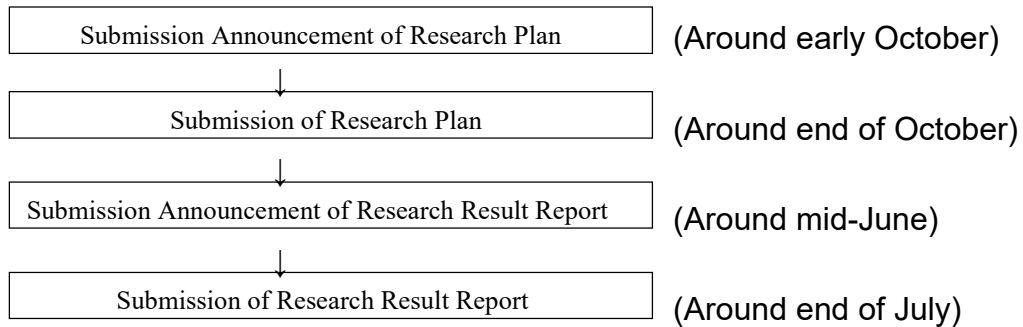 Submission Announcement of Research Plan (Around early October)
↓
Submission of Research Plan (Around end of October)
↓
Submission Announcement of Research Result Report (Around mid-June)
↓
Submission of Research Result Report (Around end of July)